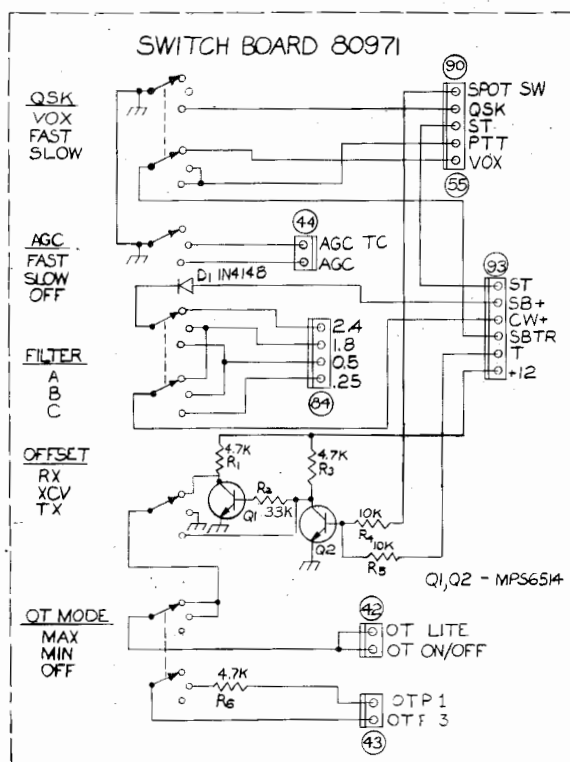 SWITCH BOARD 80971
QSK
VOX
FAST
SLOW
90
SPOT SW
QSK
ST
PTT
VOX
55
AGC
FAST
SLOW
OFF
44
AGC TC
AGC
D1 1N4148
93
ST
SB+
CW+
SBTR
T
+12
FILTER
A
B
C
2.4
1.8
0.5
.25
84
OFFSET
RX
XCV
TX
4.7K
R1
4.7K
R3
R2
33K
Q1
Q2
10K
R4
10K
R5
Q1,Q2 - MPS6514
OT MODE
MAX
MIN
OFF
42
OT LITE
OT ON/OFF
4.7K
R6
OTP 1
OTP 3
43